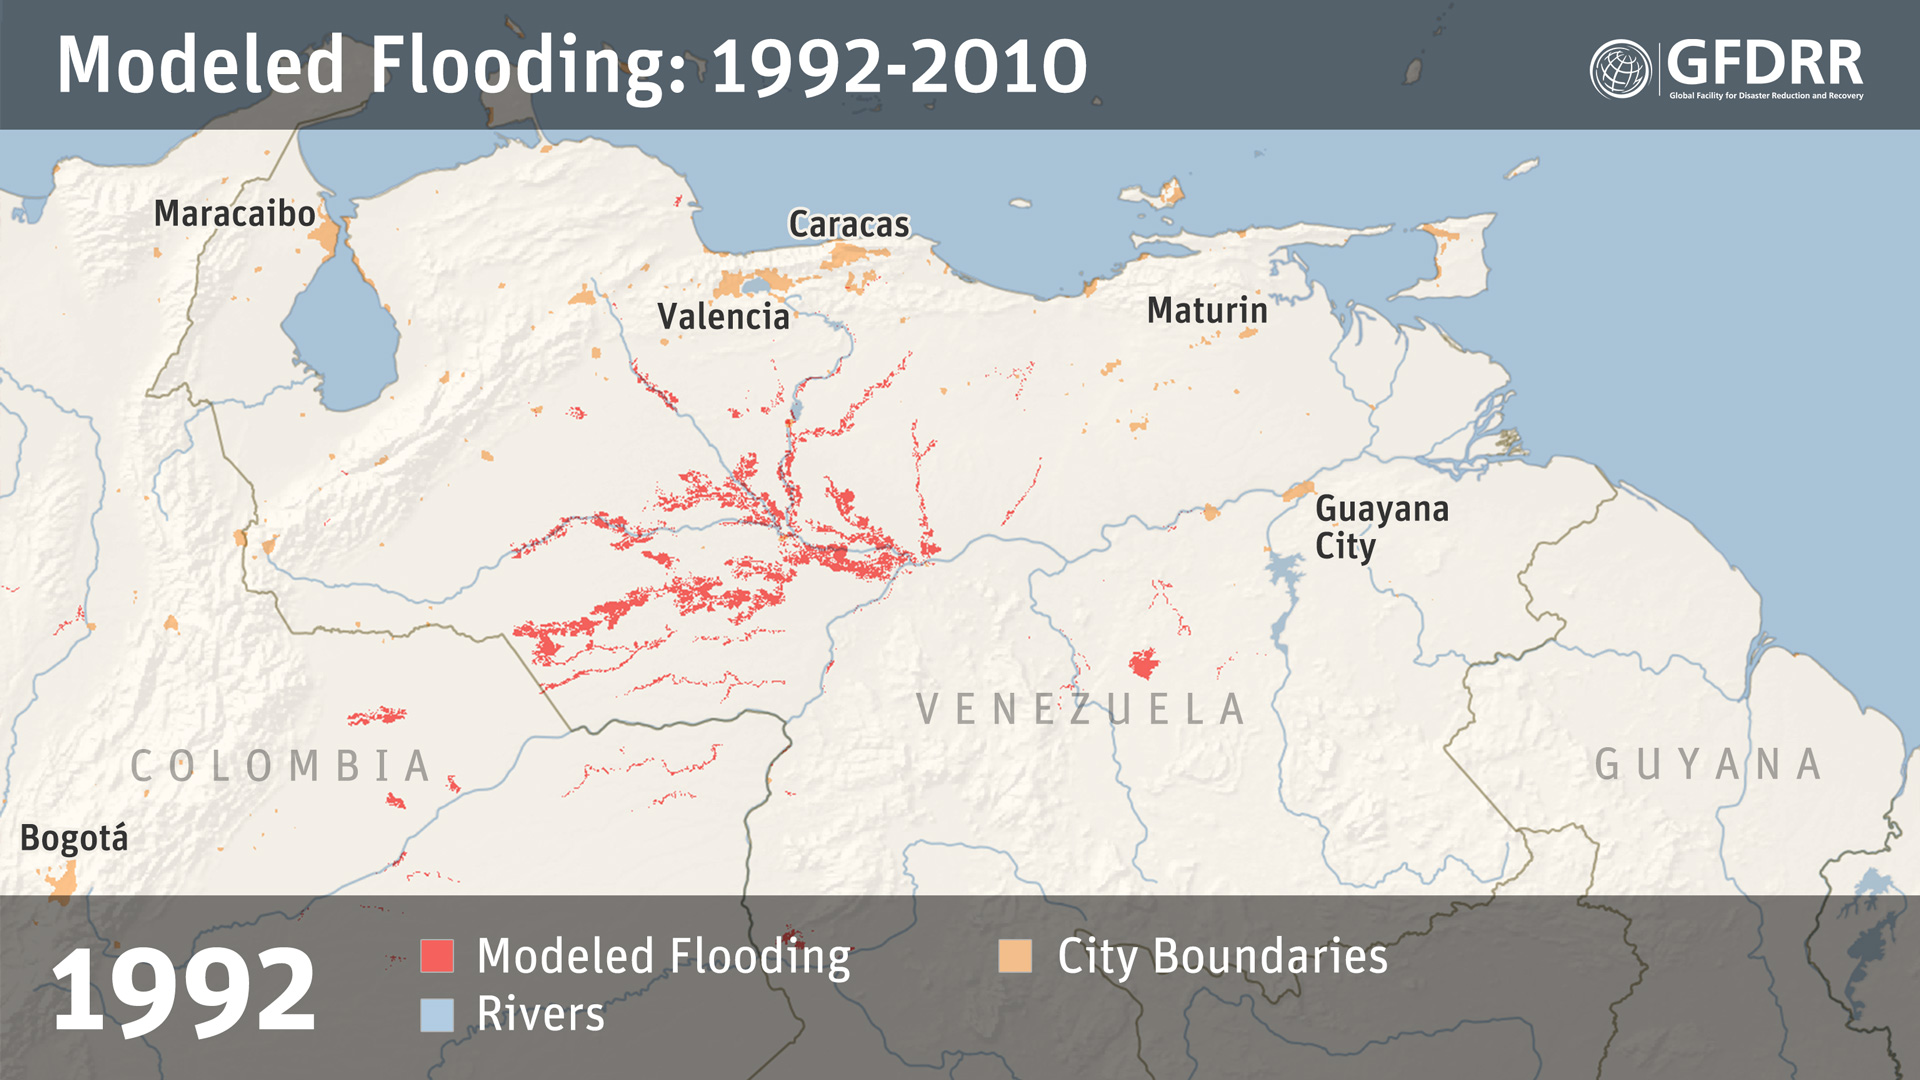 Modeled Flooding: 1992-2010
GFDRR
Global Facility for Disaster Reduction and Recovery
Maracaibo
Caracas
Valencia
Maturin
Guayana
City
VENEZUELA
COLOMBIA
GUYANA
Bogotá
1992
Modeled Flooding
City Boundaries
Rivers